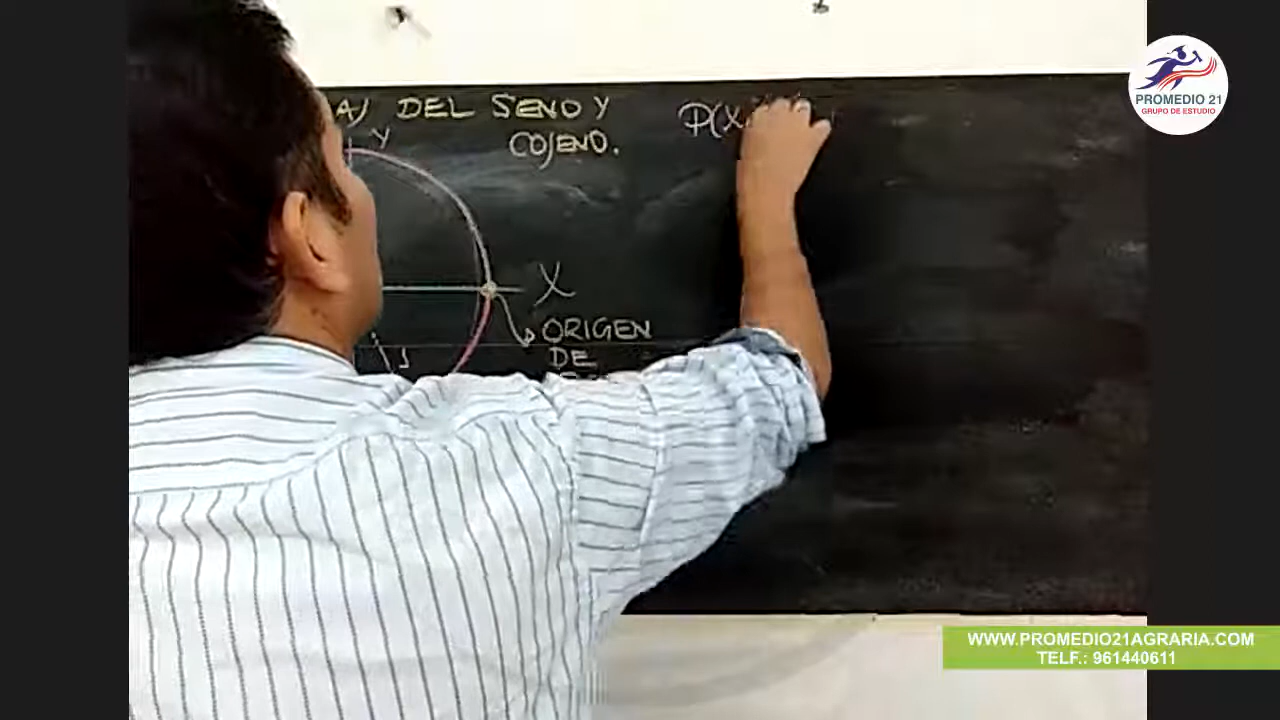 A) DEL SENO Y
COSENO.
P(X
Y
X
ORIGEN
DE
PROMEDIO 21
GRUPO DE ESTUDIO
WWW.PROMEDIO21AGRARIA.COM
TELF.: 961440611